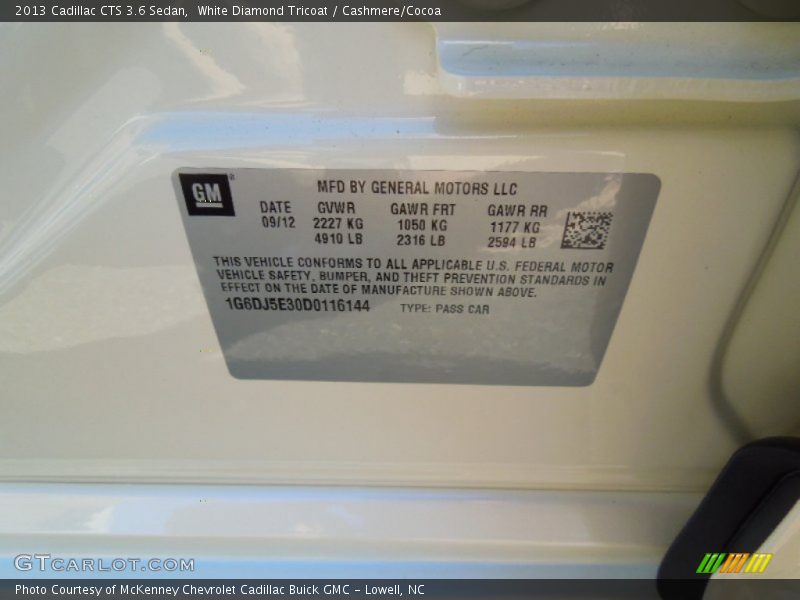 2013 Cadillac CTS 3.6 Sedan, White Diamond Tricoat / Cashmere/Cocoa
GM®
MFD BY GENERAL MOTORS LLC
DATE GVWR GAWR FRT GAWR RR
09/12 2227 KG 1050 KG 1177 KG
4910 LB 2316 LB 2594 LB
THIS VEHICLE CONFORMS TO ALL APPLICABLE U.S. FEDERAL MOTOR
VEHICLE SAFETY, BUMPER, AND THEFT PREVENTION STANDARDS IN
EFFECT ON THE DATE OF MANUFACTURE SHOWN ABOVE.
1G6DJ5E30D0116144 TYPE: PASS CAR
GTCARLOT.COM
Photo Courtesy of McKenney Chevrolet Cadillac Buick GMC - Lowell, NC